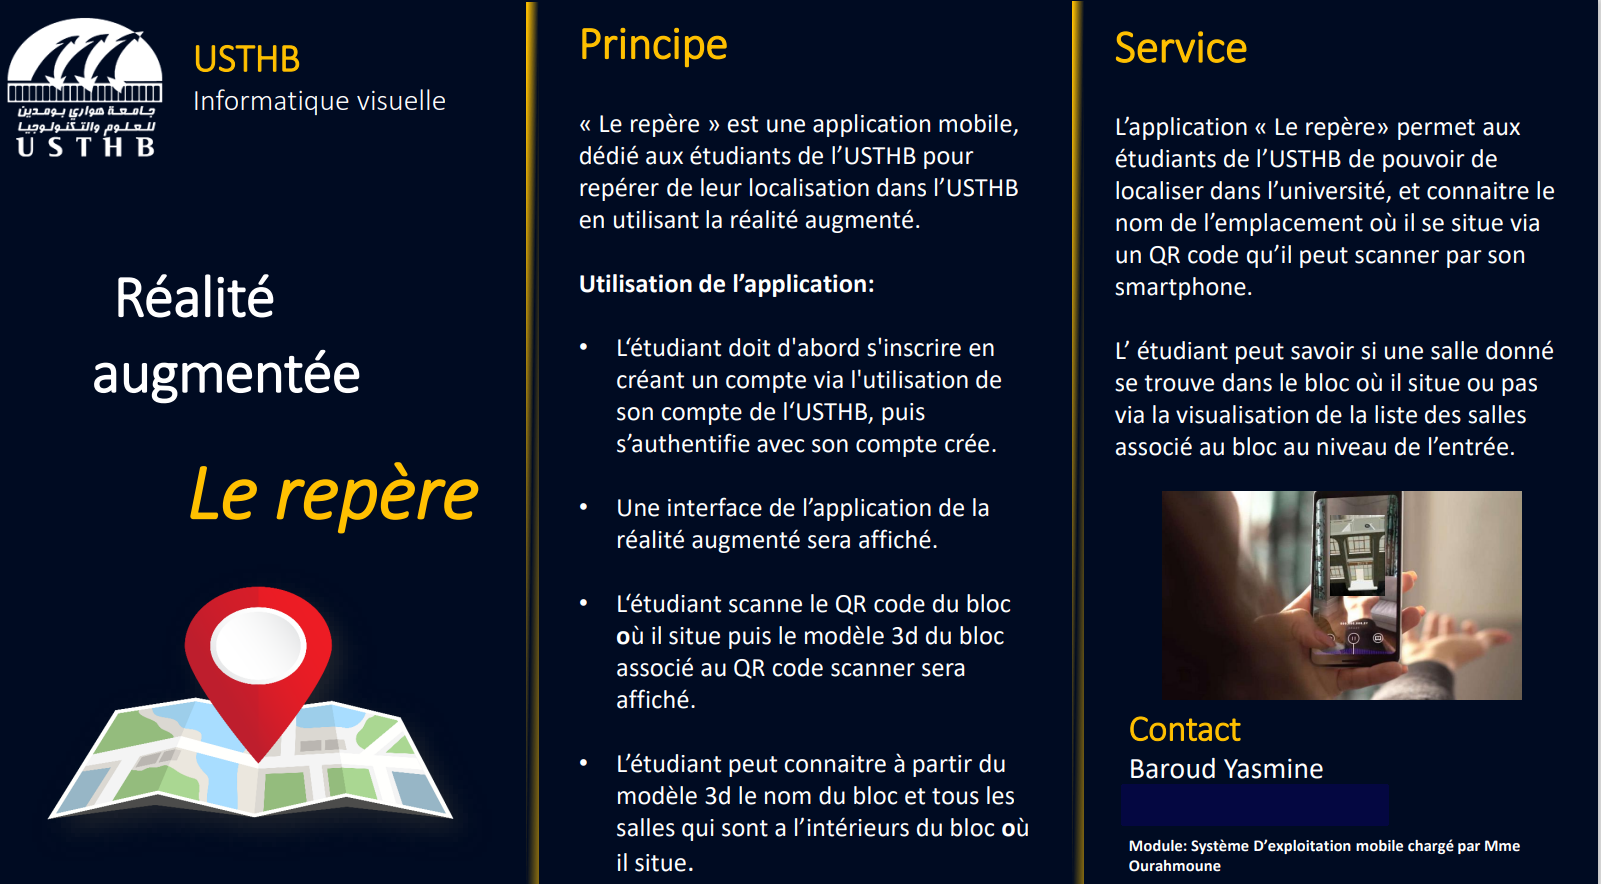 جامعة هواري بومدين
للعلوم والتكنولوجيا
USTHB
USTHB
Informatique visuelle
Réalité
augmentée
Le repère
Principe
« Le repère » est une application mobile,
dédié aux étudiants de l’USTHB pour
repérer de leur localisation dans l’USTHB
en utilisant la réalité augmenté.
Utilisation de l’application:
• L‘étudiant doit d'abord s'inscrire en
créant un compte via l'utilisation de
son compte de l‘USTHB, puis
s’authentifie avec son compte crée.
• Une interface de l’application de la
réalité augmenté sera affiché.
• L‘étudiant scanne le QR code du bloc
où il situe puis le modèle 3d du bloc
associé au QR code scanner sera
affiché.
• L’étudiant peut connaitre à partir du
modèle 3d le nom du bloc et tous les
salles qui sont a l’intérieurs du bloc où
il situe.
Service
L’application « Le repère» permet aux
étudiants de l’USTHB de pouvoir de
localiser dans l’université, et connaitre le
nom de l’emplacement où il se situe via
un QR code qu’il peut scanner par son
smartphone.
L’ étudiant peut savoir si une salle donné
se trouve dans le bloc où il situe ou pas
via la visualisation de la liste des salles
associé au bloc au niveau de l’entrée.
Contact
Baroud Yasmine
Module: Système D’exploitation mobile chargé par Mme
Ourahmoune